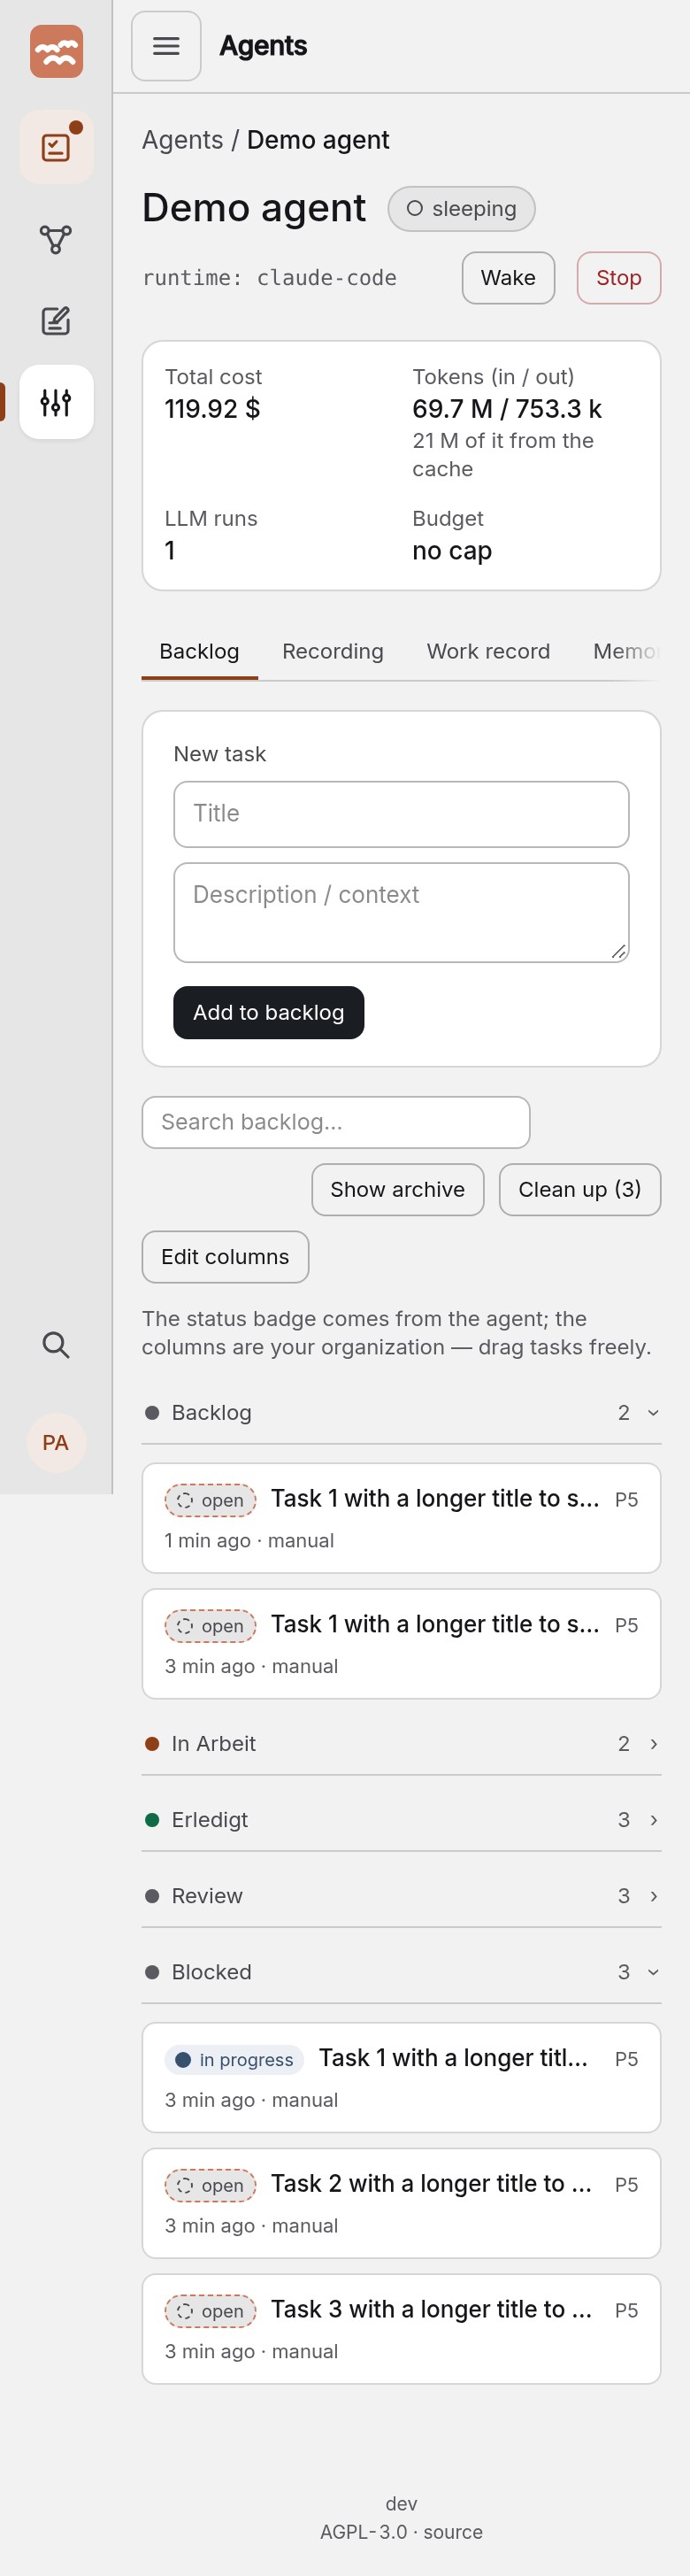 Agents
Agents / Demo agent
Demo agent
sleeping
runtime: claude-code
Wake
Stop
Total cost
119.92 $
Tokens (in / out)
69.7 M / 753.3 k
21 M of it from the
cache
LLM runs
1
Budget
no cap
Backlog
Recording
Work record
New task
Title
Description / context
Add to backlog
Search backlog...
Show archive
Clean up (3)
Edit columns
The status badge comes from the agent; the
columns are your organization — drag tasks freely.
PA
Backlog 2
open Task 1 with a longer title to s... P5
1 min ago · manual
open Task 1 with a longer title to s... P5
3 min ago · manual
In Arbeit 2
Erledigt 3
Review 3
Blocked 3
in progress Task 1 with a longer titl... P5
3 min ago · manual
open Task 2 with a longer title to ... P5
3 min ago · manual
open Task 3 with a longer title to ... P5
3 min ago · manual
dev
AGPL-3.0 · source